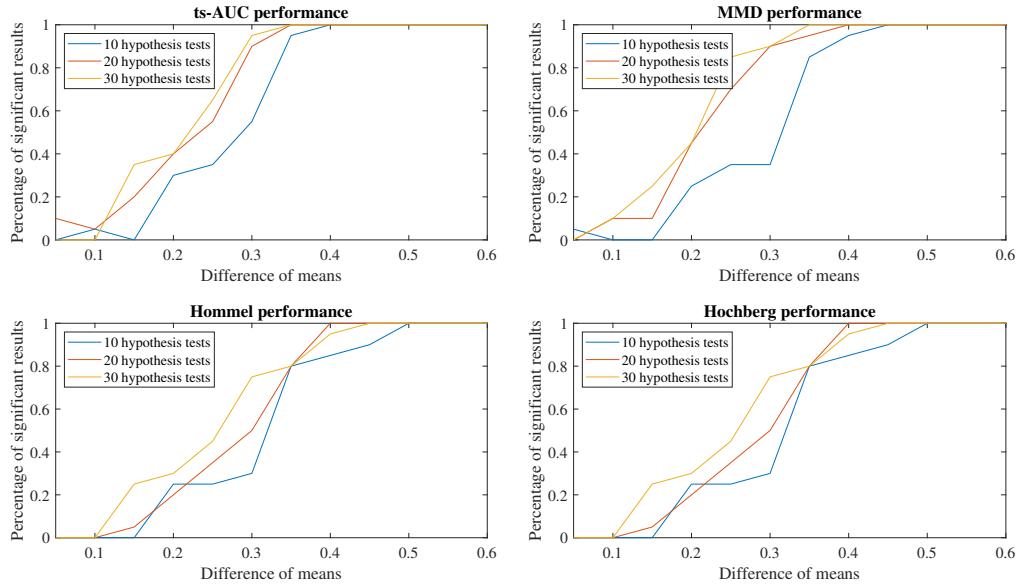 ts-AUC performance
Percentage of significant results
1
0.8
0.6
0.4
0.2
0
10 hypothesis tests
20 hypothesis tests
30 hypothesis tests
0.1 0.2 0.3 0.4 0.5 0.6
Difference of means
MMD performance
Percentage of significant results
1
0.8
0.6
0.4
0.2
0
10 hypothesis tests
20 hypothesis tests
30 hypothesis tests
0.1 0.2 0.3 0.4 0.5 0.6
Difference of means
Hommel performance
Percentage of significant results
1
0.8
0.6
0.4
0.2
0
10 hypothesis tests
20 hypothesis tests
30 hypothesis tests
0.1 0.2 0.3 0.4 0.5 0.6
Difference of means
Hochberg performance
Percentage of significant results
1
0.8
0.6
0.4
0.2
0
10 hypothesis tests
20 hypothesis tests
30 hypothesis tests
0.1 0.2 0.3 0.4 0.5 0.6
Difference of means